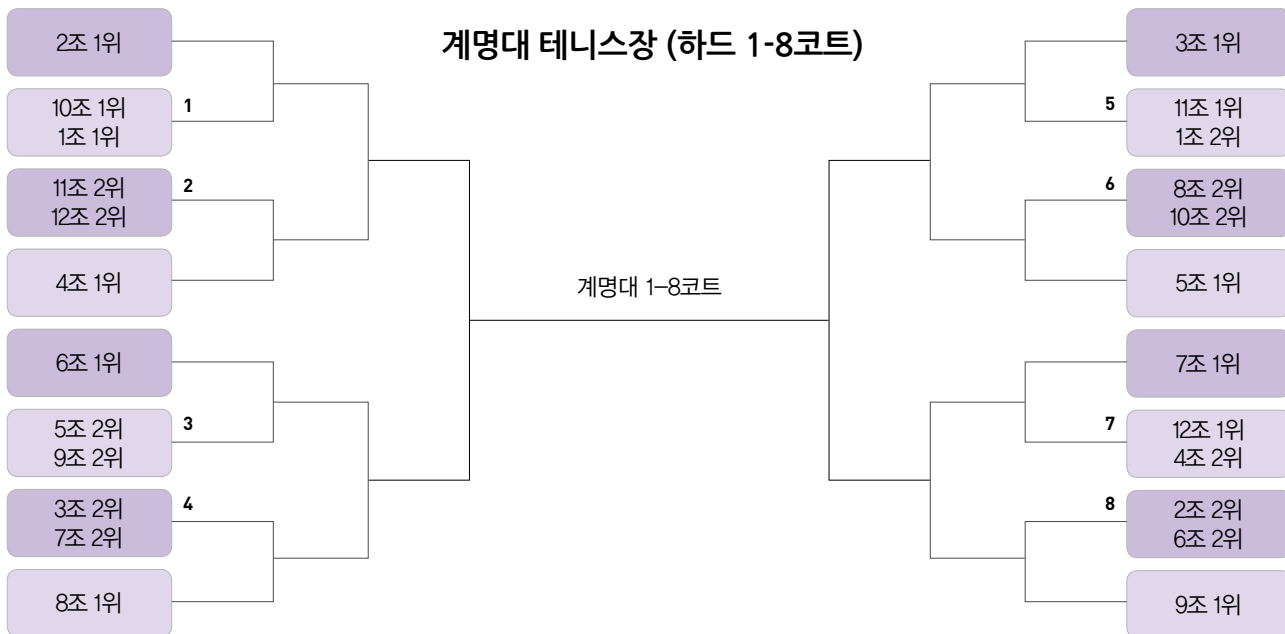 계명대 테니스장 (하드 1-8코트)
2조 1위
10조 1위
1조 1위
1
11조 2위
12조 2위
2
4조 1위
6조 1위
5조 2위
9조 2위
3
3조 2위
7조 2위
4
8조 1위
계명대 1–8코트
3조 1위
5
11조 1위
1조 2위
6
8조 2위
10조 2위
5조 1위
7조 1위
7
12조 1위
4조 2위
8
2조 2위
6조 2위
9조 1위